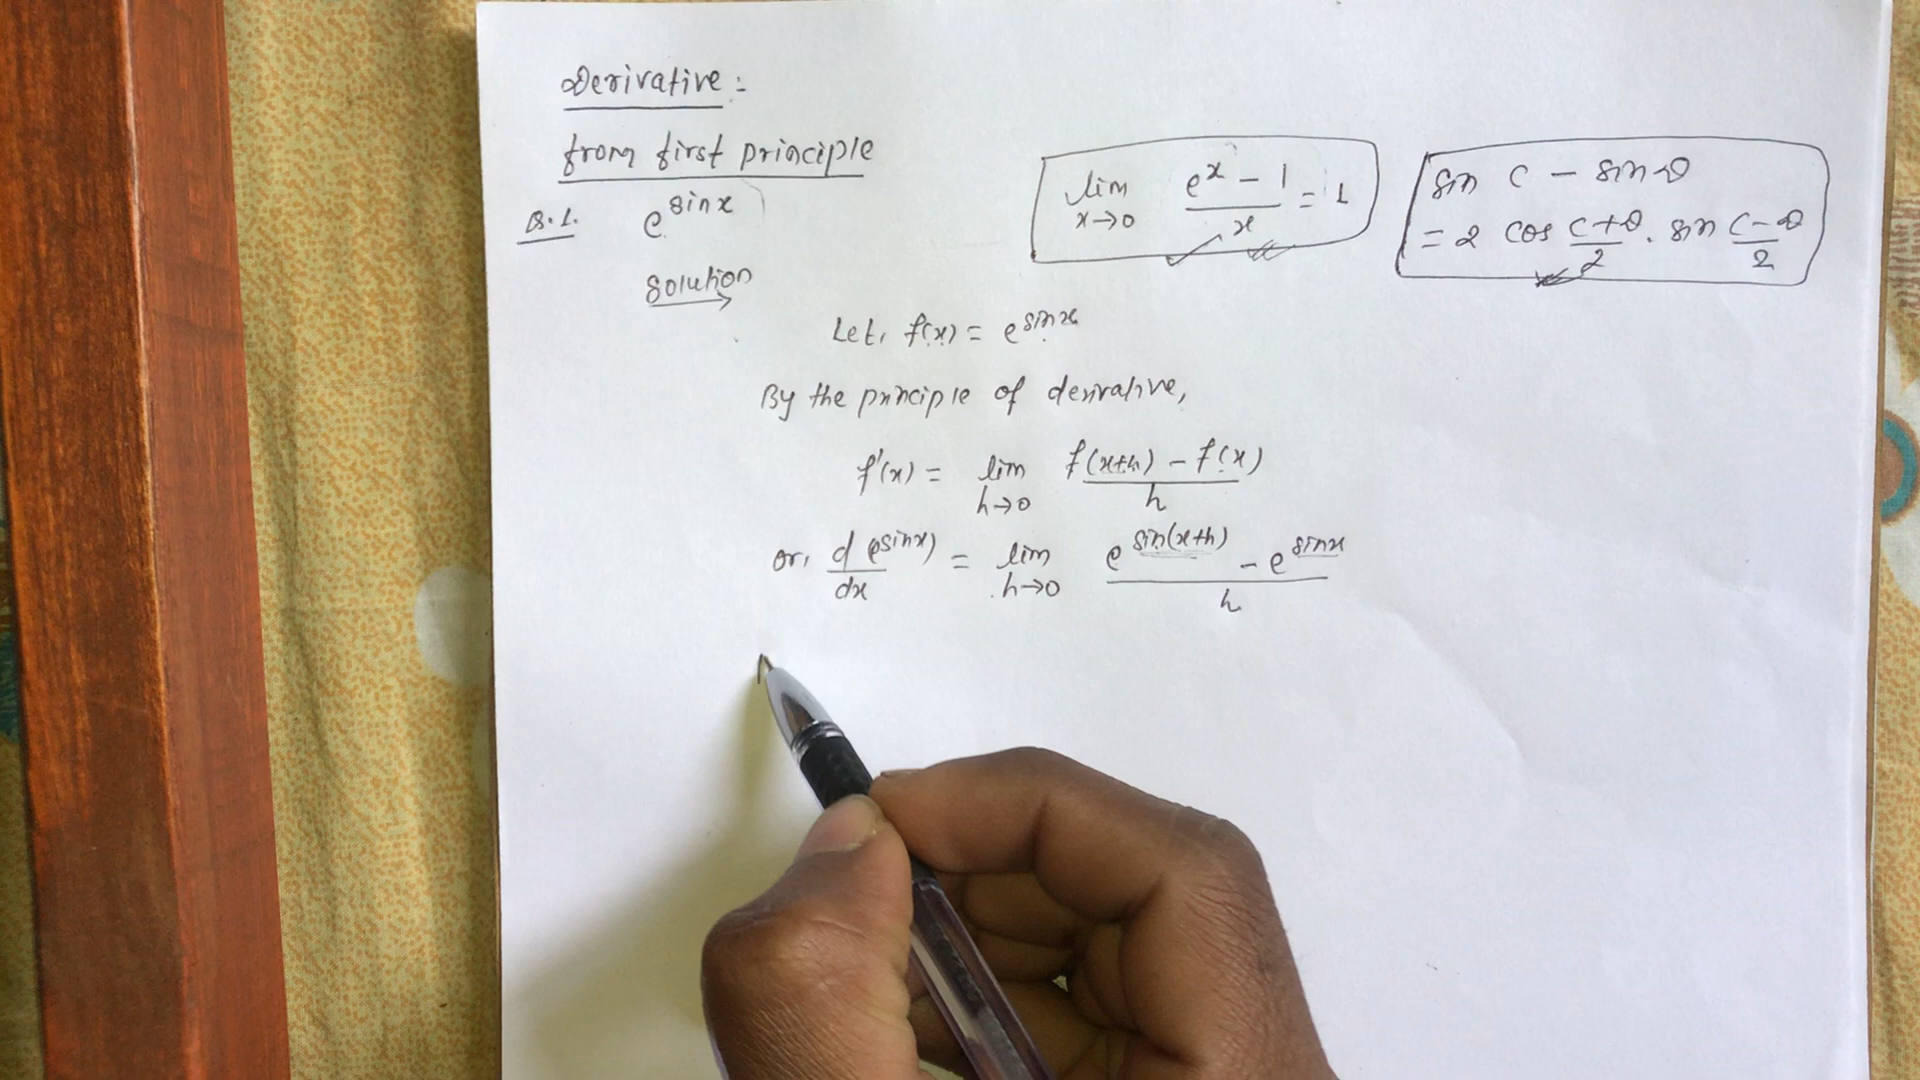 Derivative:
from first principle
Q.1. e^sinx
solution
lim x→0 e^x - 1 / x = 1
sin C - sin D
= 2 cos C+D/2 . sin C-D/2
Let, f(x) = e^sinx
By the principle of derivative,
f'(x) = lim h→0 f(x+h) - f(x) / h
or, d(e^sinx)/dx = lim h→0 e^sin(x+h) - e^sinx / h